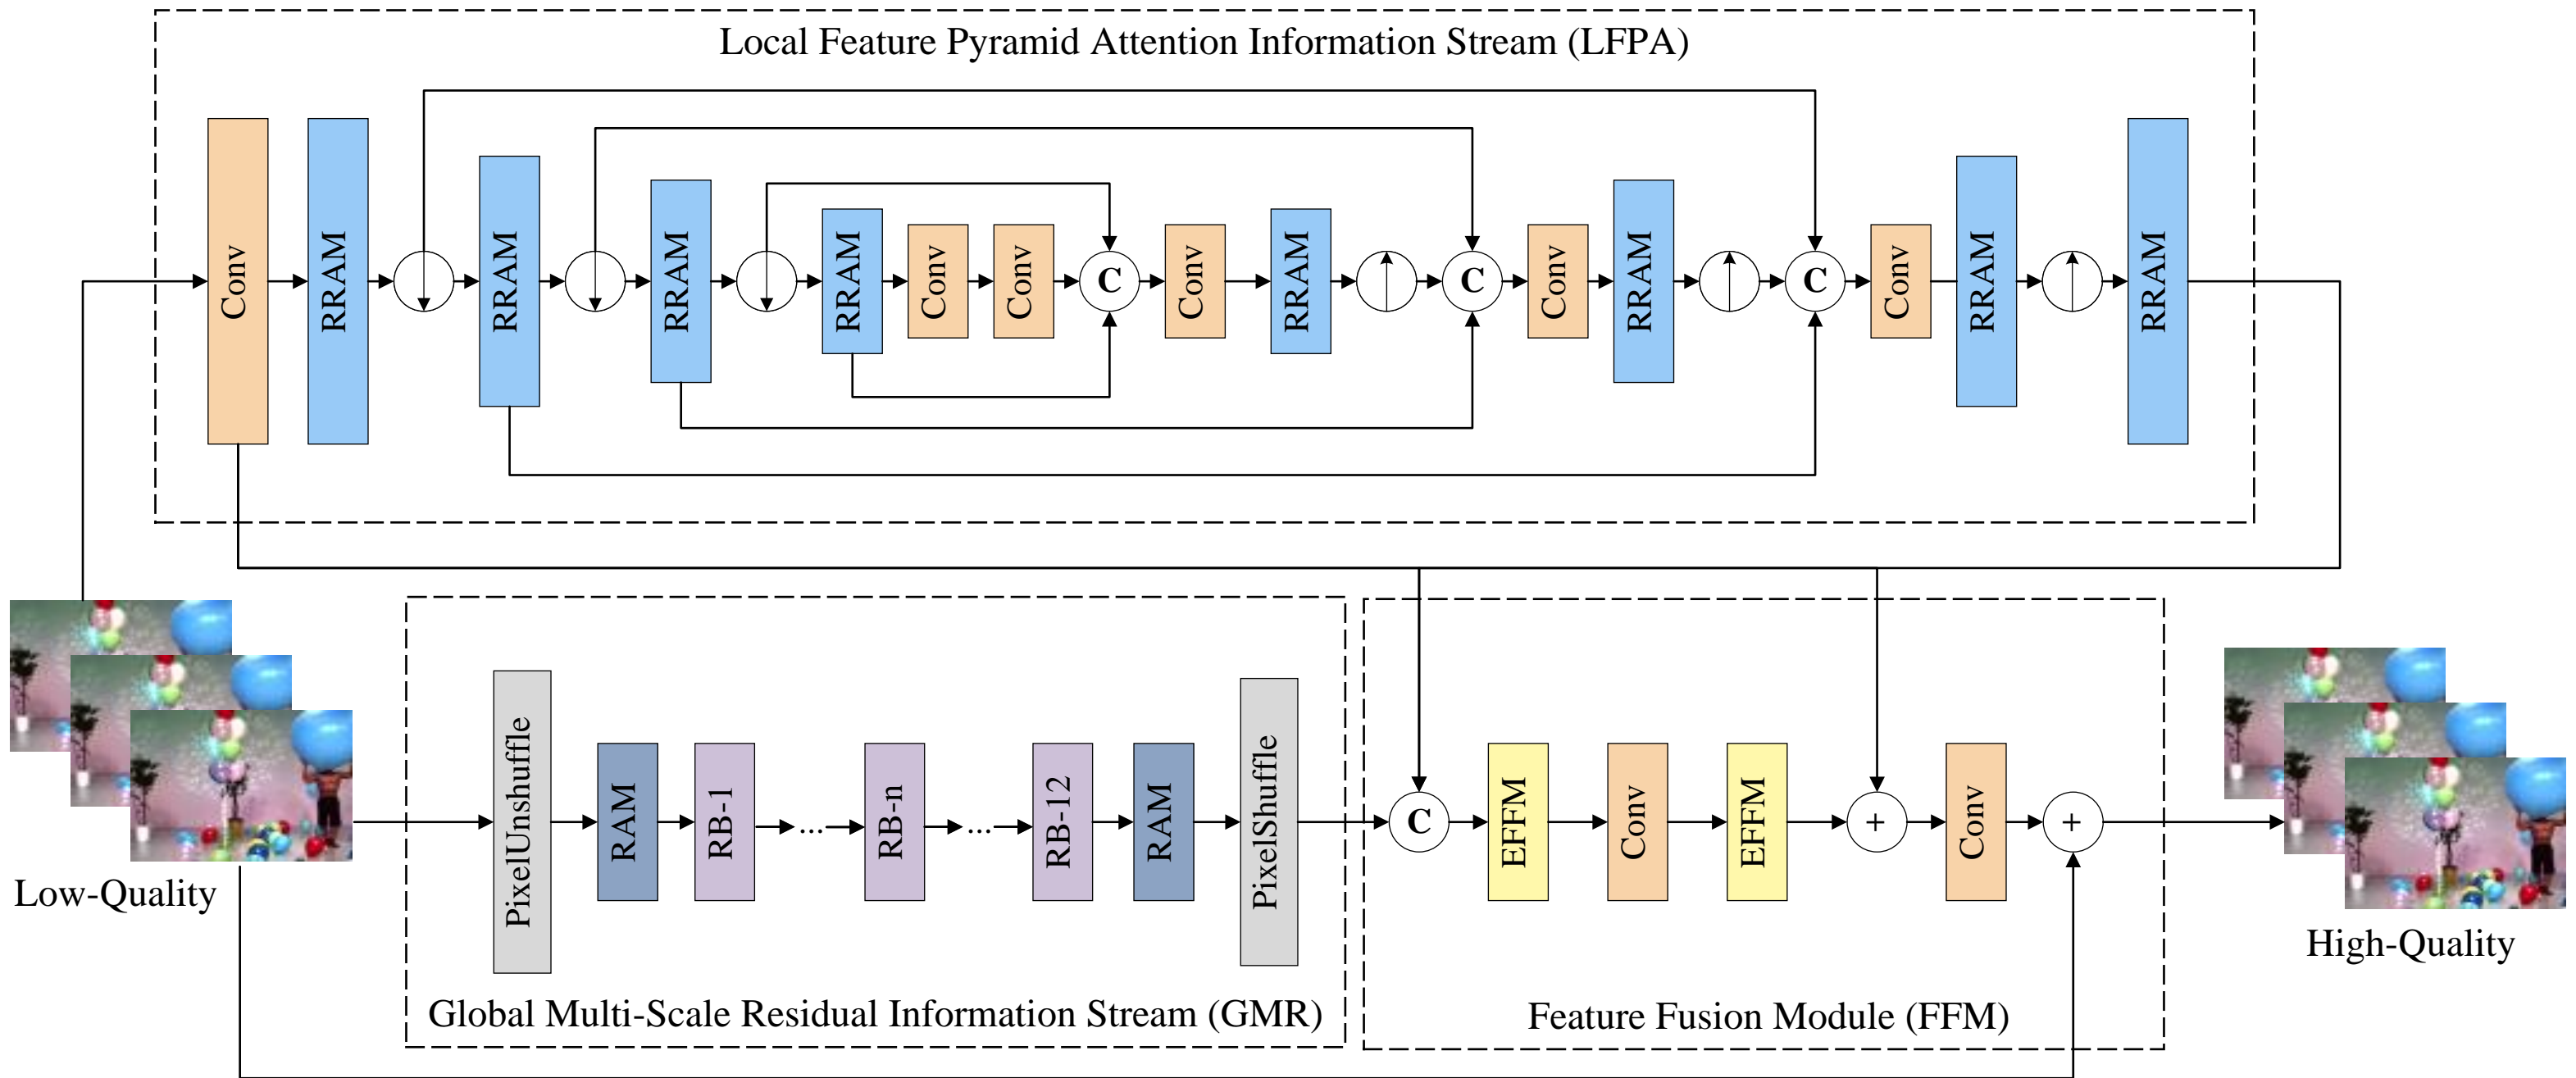 Local Feature Pyramid Attention Information Stream (LFPA)
Conv
RRAM
RRAM
RRAM
RRAM
Conv
Conv
C
Conv
RRAM
C
Conv
RRAM
C
Conv
RRAM
RRAM
Low-Quality
PixelUnshuffle
RAM
RB-1
...
RB-n
...
RB-12
RAM
PixelShuffle
Global Multi-Scale Residual Information Stream (GMR)
C
EFFM
Conv
EFFM
+
Conv
+
Feature Fusion Module (FFM)
High-Quality